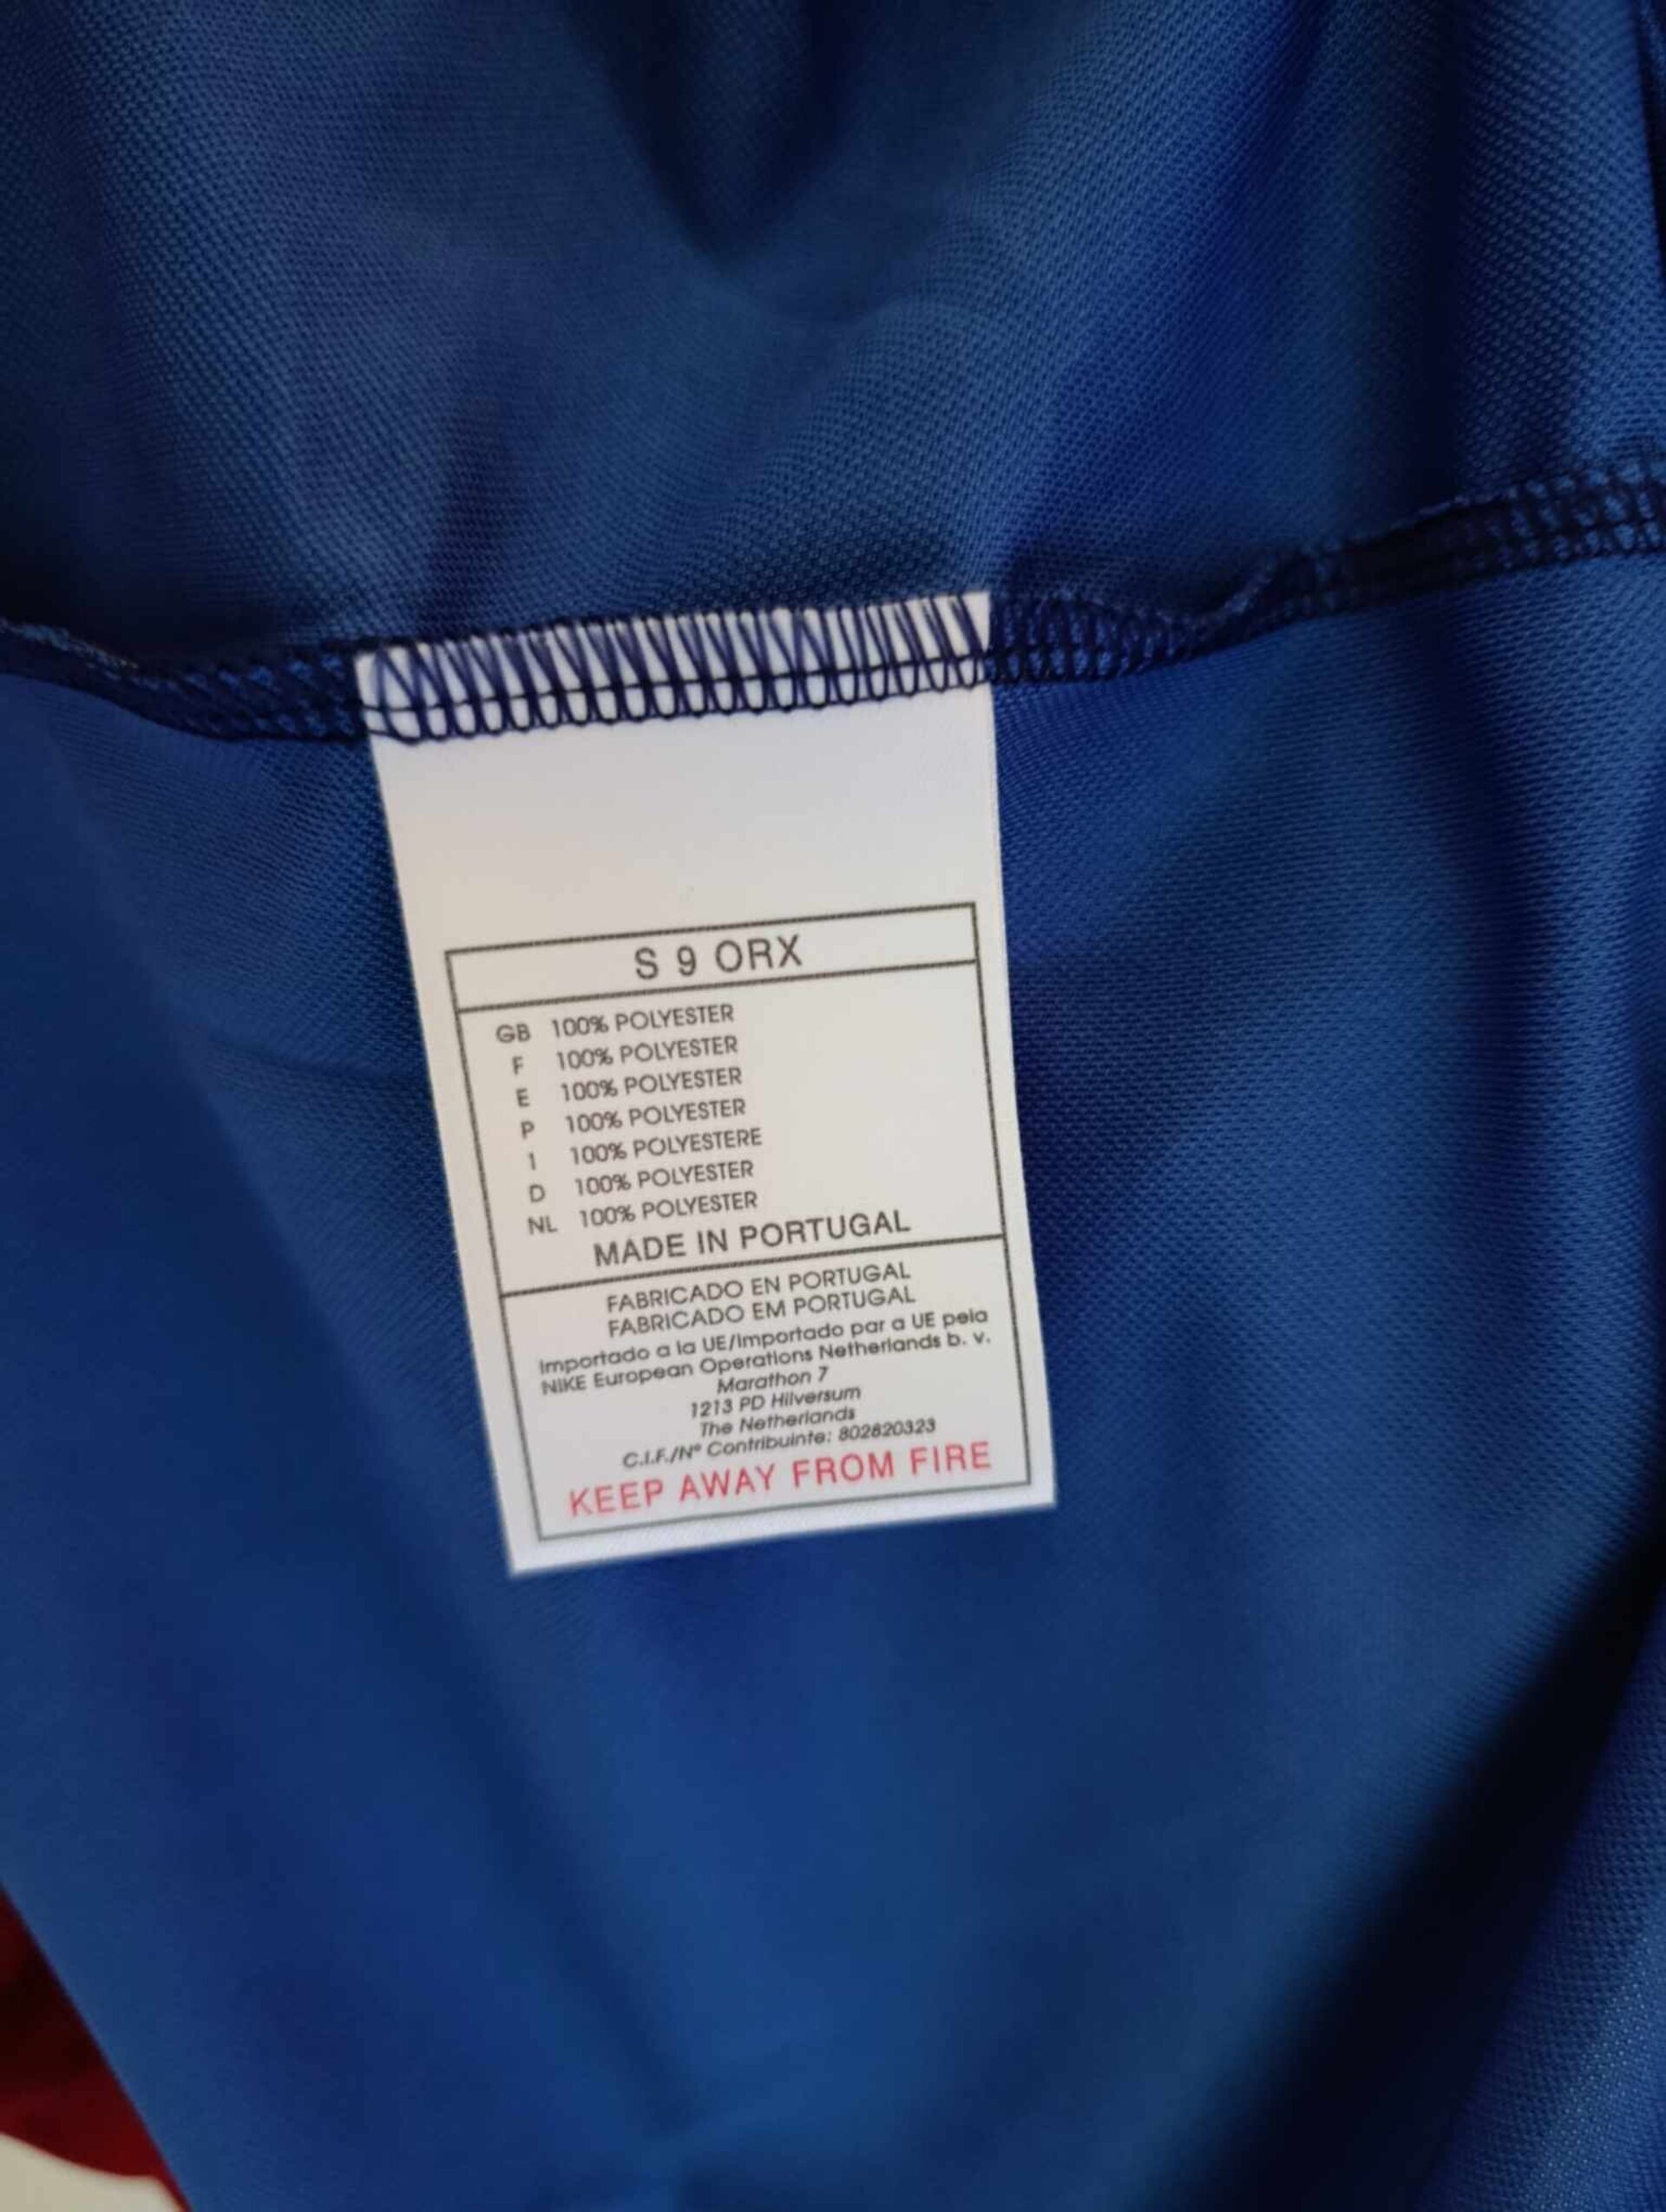 S 9 ORX
GB 100% POLYESTER
F 100% POLYESTER
E 100% POLYESTER
P 100% POLYESTER
I 100% POLYESTERE
D 100% POLYESTER
NL 100% POLYESTER
MADE IN PORTUGAL
FABRICADO EN PORTUGAL
FABRICADO EM PORTUGAL
Importado a la UE/Importado par a UE pela
NIKE European Operations Netherlands b. v.
Marathon 7
1213 PD Hilversum
The Netherlands
C.I.F./Nº Contribuinte: 802820323
KEEP AWAY FROM FIRE